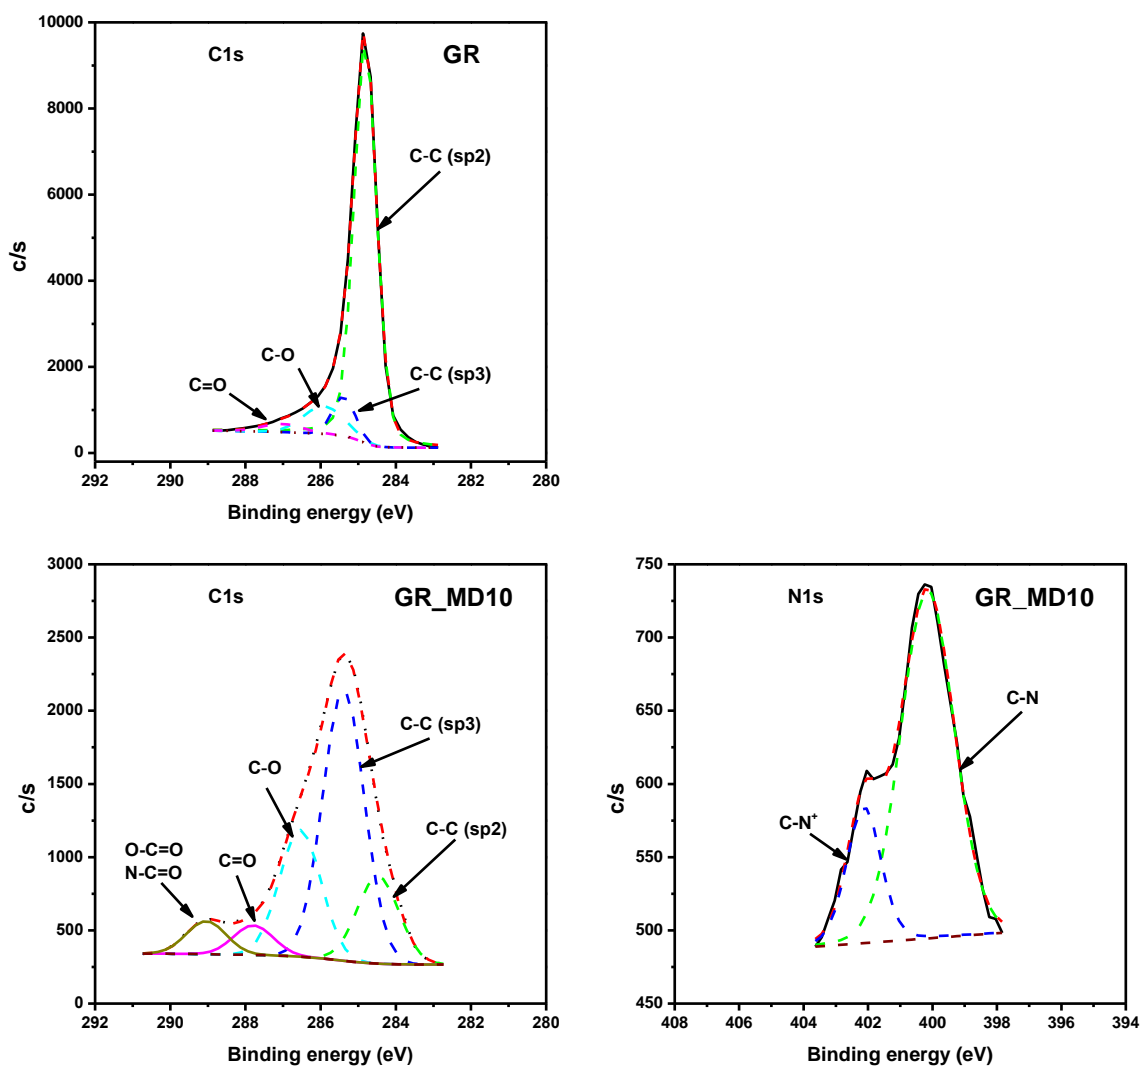 10000
C1s
GR
8000
C-C (sp2)
6000
c/s
4000
C-O
2000
C=O
C-C (sp3)
0
292 290 288 286 284 282 280
Binding energy (eV)
3000
C1s
GR_MD10
2500
2000
C-C (sp3)
1500
C-O
c/s
1000
O-C=O
N-C=O
C=O
C-C (sp2)
500
0
292 290 288 286 284 282 280
Binding energy (eV)
750
N1s
GR_MD10
700
C-N
650
600
c/s
C-N⁺
550
500
450
408 406 404 402 400 398 396 394
Binding energy (eV)